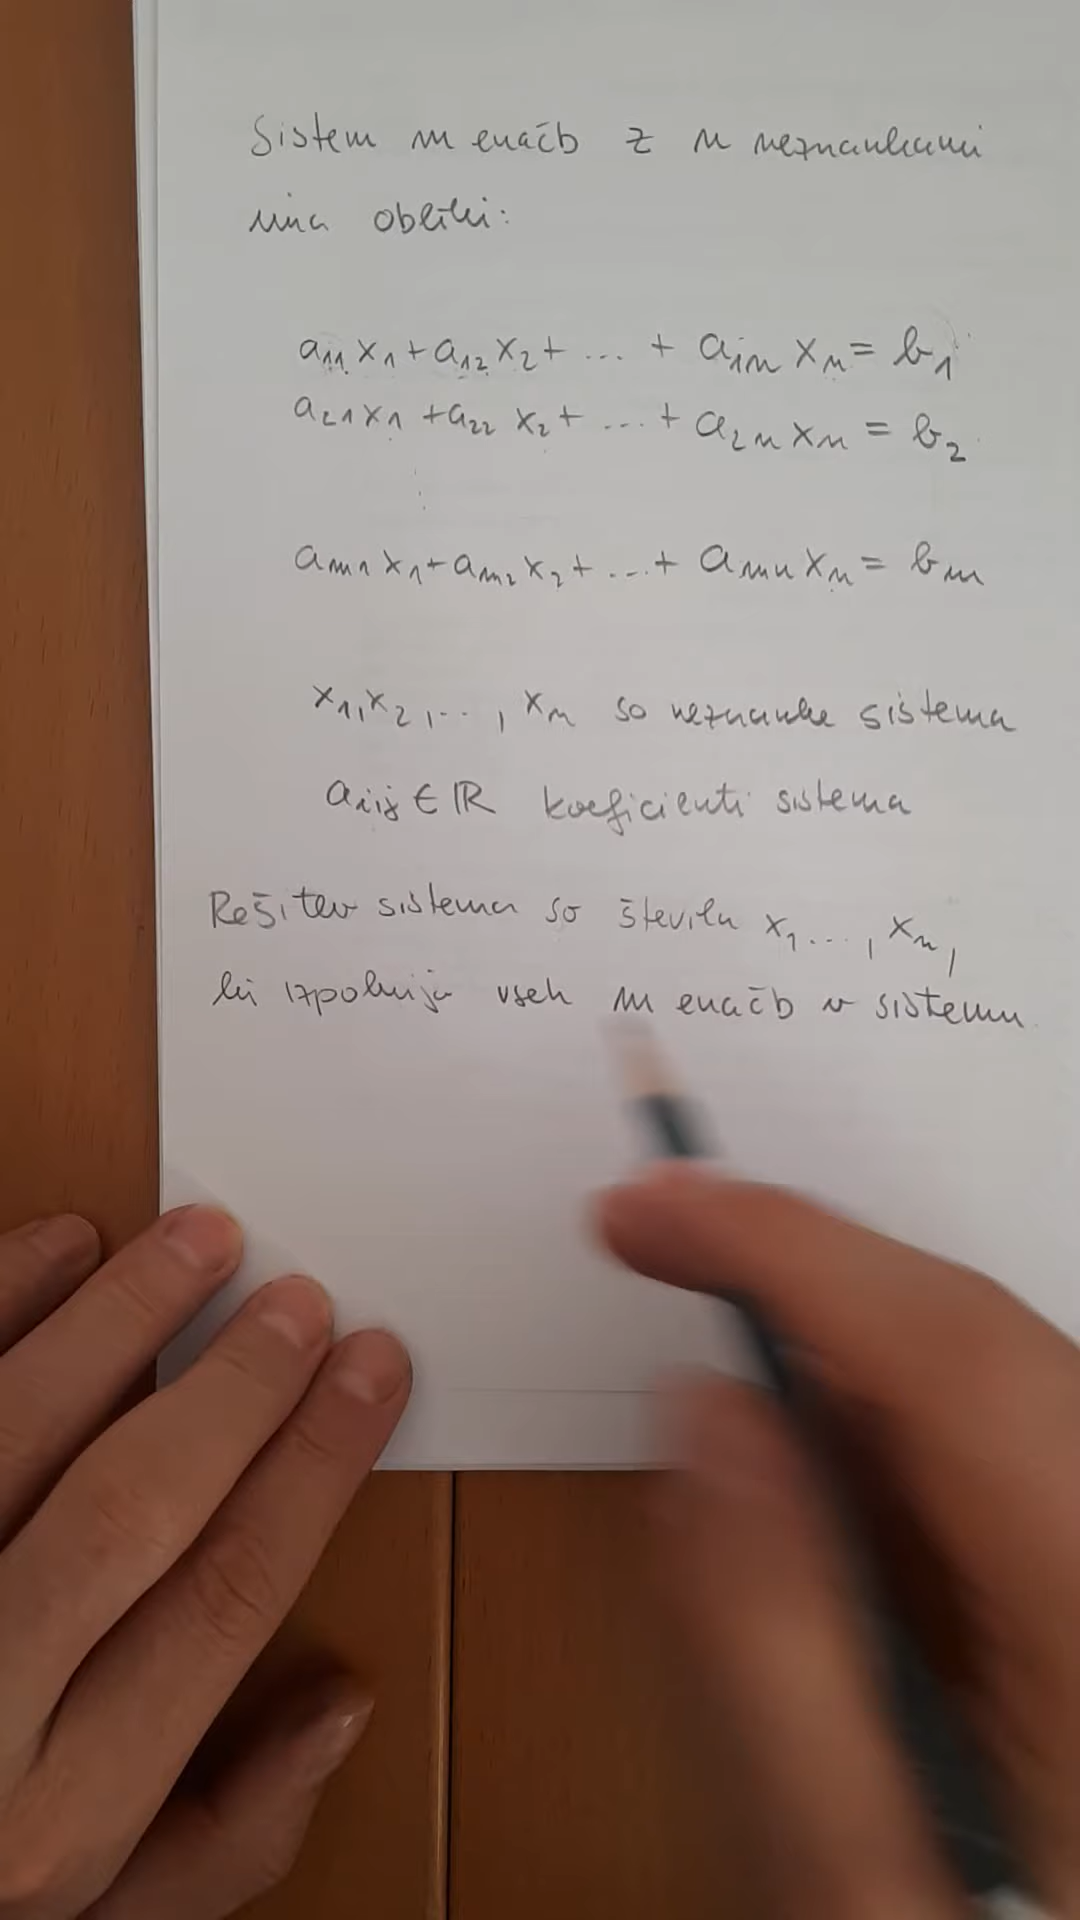 Sistem m enačb z n neznankami
ima obliki:
a₁₁x₁ + a₁₂x₂ + ... + a₁ₙxₙ = b₁
a₂₁x₁ + a₂₂x₂ + ... + a₂ₙxₙ = b₂
⋮
aₘ₁x₁ + aₘ₂x₂ + ... + aₘₙxₙ = bₘ
x₁, x₂, ..., xₙ so neznanke sistema
aᵢⱼ ∈ ℝ koeficienti sistema
Rešitev sistema so števila x₁ ..., xₙ,
ki izpolnijo vseh m enačb v sistemu